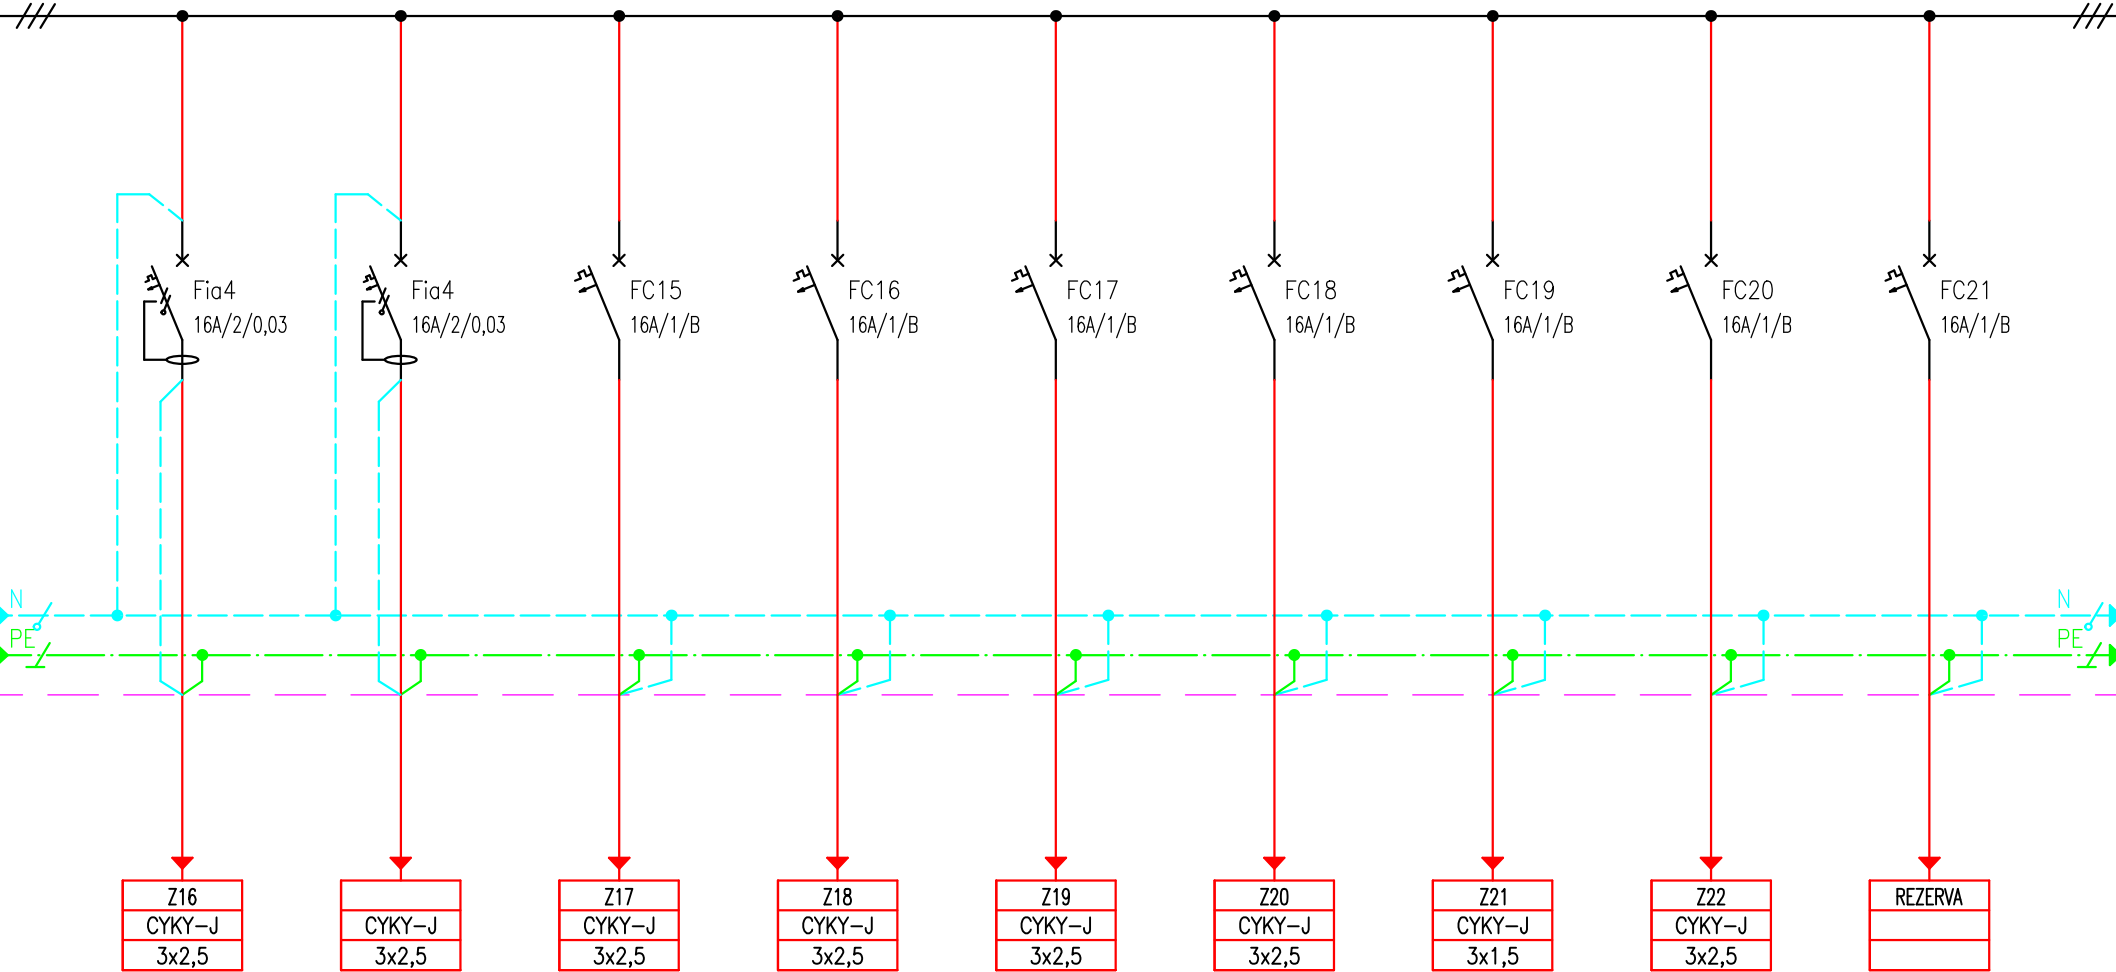 Fia4
16A/2/0,03
Fia4
16A/2/0,03
FC15
16A/1/B
FC16
16A/1/B
FC17
16A/1/B
FC18
16A/1/B
FC19
16A/1/B
FC20
16A/1/B
FC21
16A/1/B
N
PE
N
PE
Z16
CYKY-J
3x2,5
CYKY-J
3x2,5
Z17
CYKY-J
3x2,5
Z18
CYKY-J
3x2,5
Z19
CYKY-J
3x2,5
Z20
CYKY-J
3x2,5
Z21
CYKY-J
3x1,5
Z22
CYKY-J
3x2,5
REZERVA